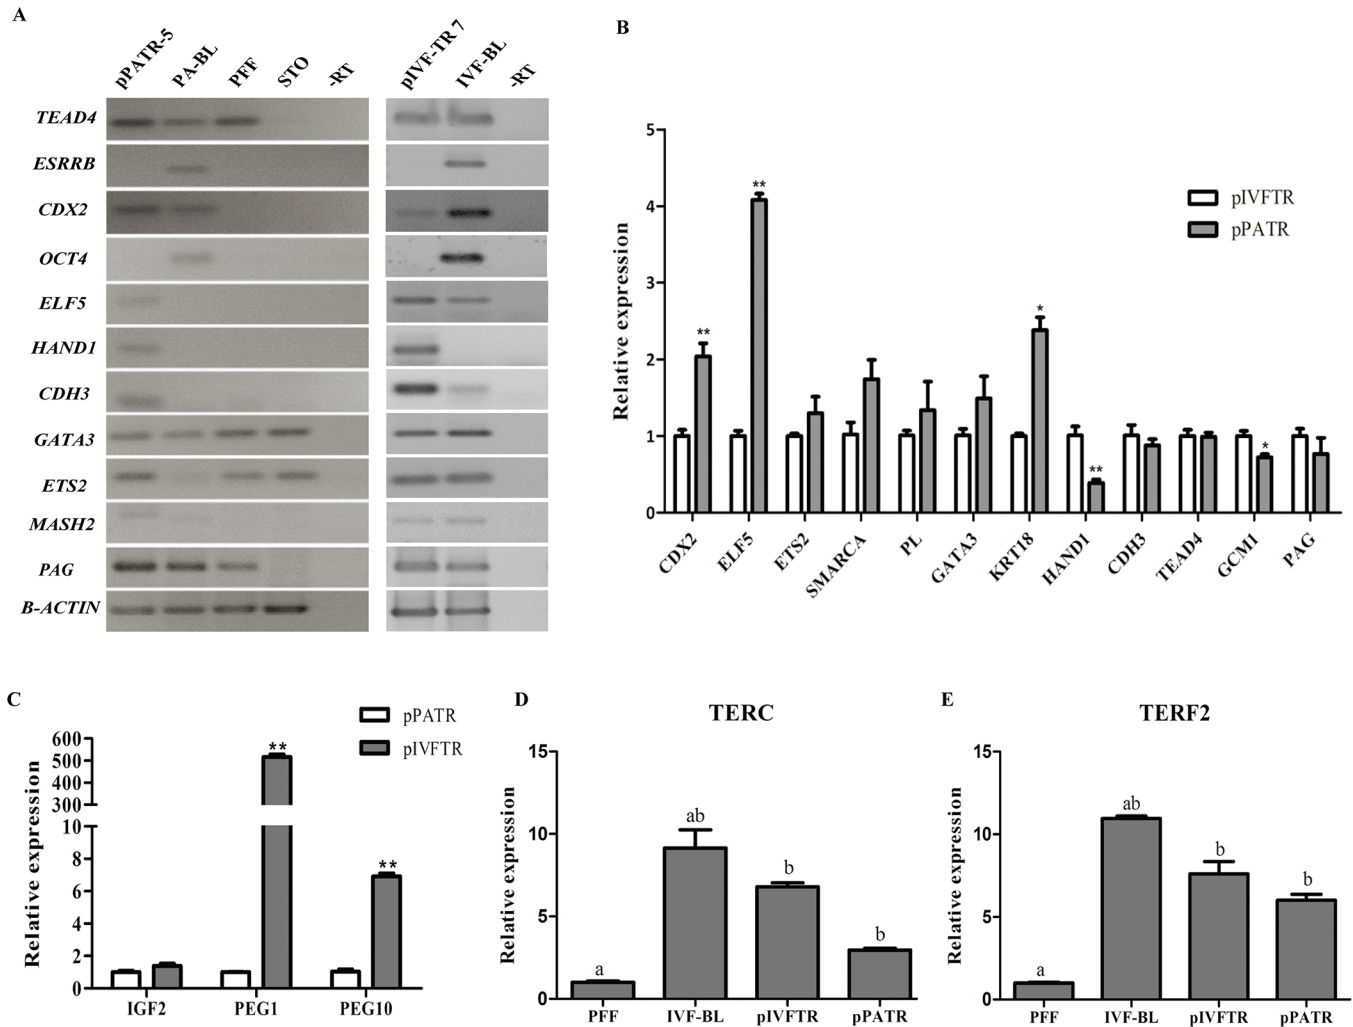 A
pPATR-5 PA-BL PFF STO -RT pIVF-TR 7 IVF-BL -RT
TEAD4
ESRRB
CDX2
OCT4
ELF5
HAND1
CDH3
GATA3
ETS2
MASH2
PAG
B-ACTIN
B
Relative expression
5
4
3
2
1
0
pIVFTR
pPATR
** ** * ** *
CDX2 ELF5 ETS2 SMARCA PL GATA3 KRT18 HAND1 CDH3 TEAD4 GCM1 PAG
C
pPATR
pIVFTR
Relative expression
600
500
400
300
10
8
6
4
2
0
** **
IGF2 PEG1 PEG10
D
TERC
Relative expression
15
10
5
0
a ab b b
PFF IVF-BL pIVFTR pPATR
E
TERF2
Relative expression
15
10
5
0
a ab b b
PFF IVF-BL pIVFTR pPATR